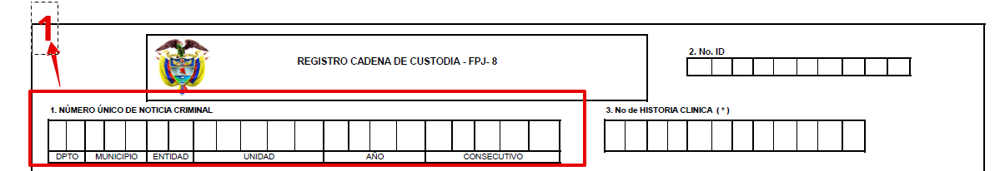 1
REGISTRO CADENA DE CUSTODIA - FPJ- 8
2. No. ID
1. NÚMERO ÚNICO DE NOTICIA CRIMINAL
3. No de HISTORIA CLINICA ( * )
DPTO MUNICIPIO ENTIDAD UNIDAD AÑO CONSECUTIVO